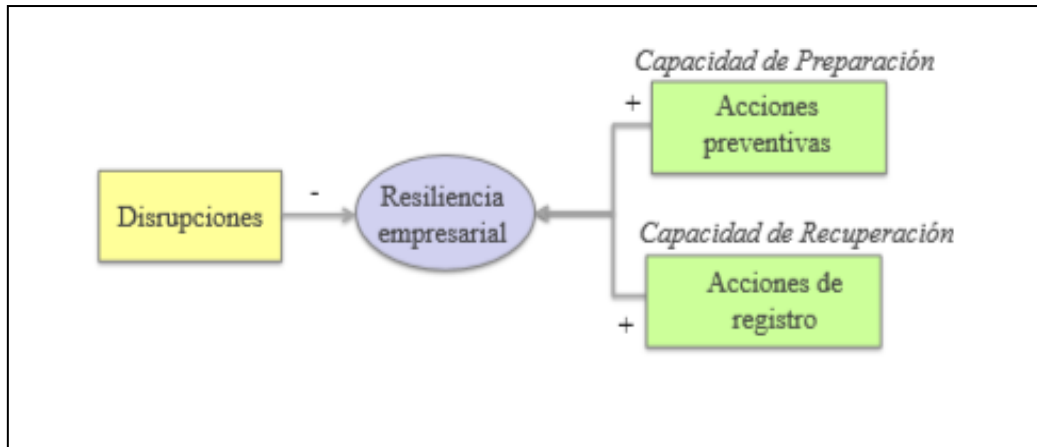 Capacidad de Preparación
+
Acciones
preventivas
-
Disrupciones
Resiliencia
empresarial
Capacidad de Recuperación
Acciones de
registro
+